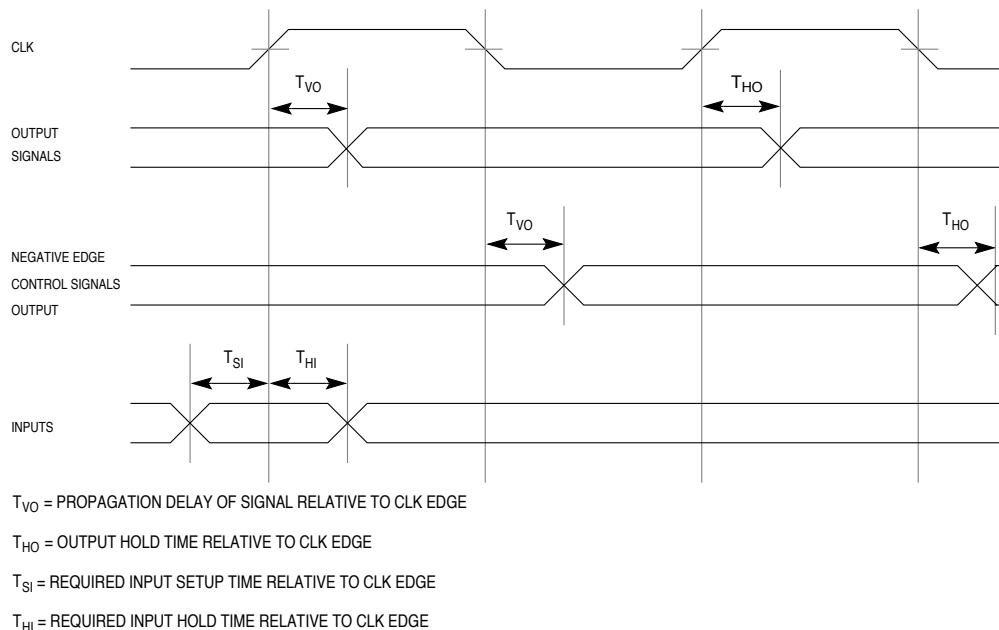 CLK
T_VO
T_HO
OUTPUT
SIGNALS
T_VO
T_HO
NEGATIVE EDGE
CONTROL SIGNALS
OUTPUT
T_SI
T_HI
INPUTS
T_VO = PROPAGATION DELAY OF SIGNAL RELATIVE TO CLK EDGE
T_HO = OUTPUT HOLD TIME RELATIVE TO CLK EDGE
T_SI = REQUIRED INPUT SETUP TIME RELATIVE TO CLK EDGE
T_HI = REQUIRED INPUT HOLD TIME RELATIVE TO CLK EDGE